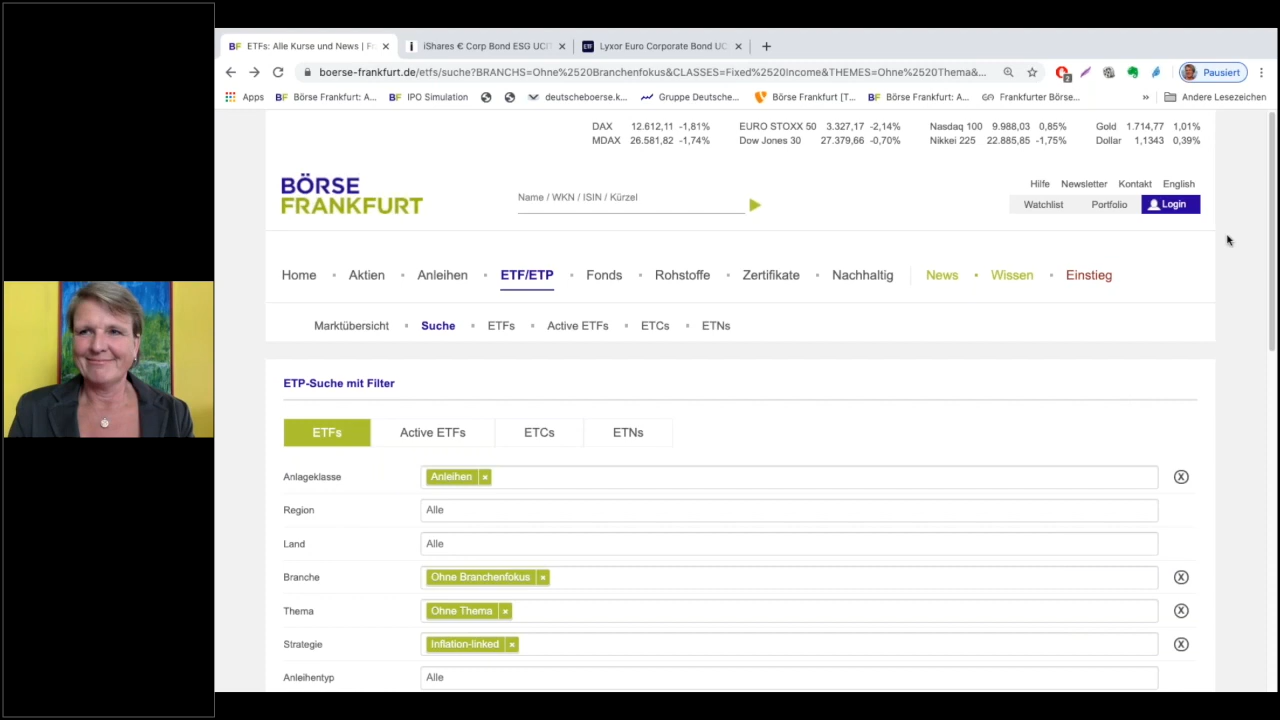 ETFs: Alle Kurse und News | Fr
iShares € Corp Bond ESG UCIT
Lyxor Euro Corporate Bond UC
boerse-frankfurt.de/etfs/suche?BRANDS=Ohne%2520Branchenfokus&CLASSES=Fixed%2520Income&THEMES=Ohne%2520Thema&...
2
Pausiert
Apps
Börse Frankfurt: A...
IPO Simulation
deutscheboerse.k...
Gruppe Deutsche...
Börse Frankfurt [T...
Börse Frankfurt: A...
Frankfurter Börse...
»
Andere Lesezeichen
DAX 12.612,11 -1,81% EURO STOXX 50 3.327,17 -2,14% Nasdaq 100 9.988,03 0,85% Gold 1.714,77 1,01%
MDAX 26.581,82 -1,74% Dow Jones 30 27.379,66 -0,70% Nikkei 225 22.885,85 -1,75% Dollar 1,1343 0,39%
BÖRSE
FRANKFURT
Name / WKN / ISIN / Kürzel
Hilfe Newsletter Kontakt English
Watchlist Portfolio Login
Home Aktien Anleihen ETF/ETP Fonds Rohstoffe Zertifikate Nachhaltig News Wissen Einstieg
Marktübersicht Suche ETFs Active ETFs ETCs ETNs
ETP-Suche mit Filter
ETFs Active ETFs ETCs ETNs
Anlageklasse Anleihen ×
Region Alle
Land Alle
Branche Ohne Branchenfokus ×
Thema Ohne Thema ×
Strategie Inflation-linked ×
Anleihentyp Alle